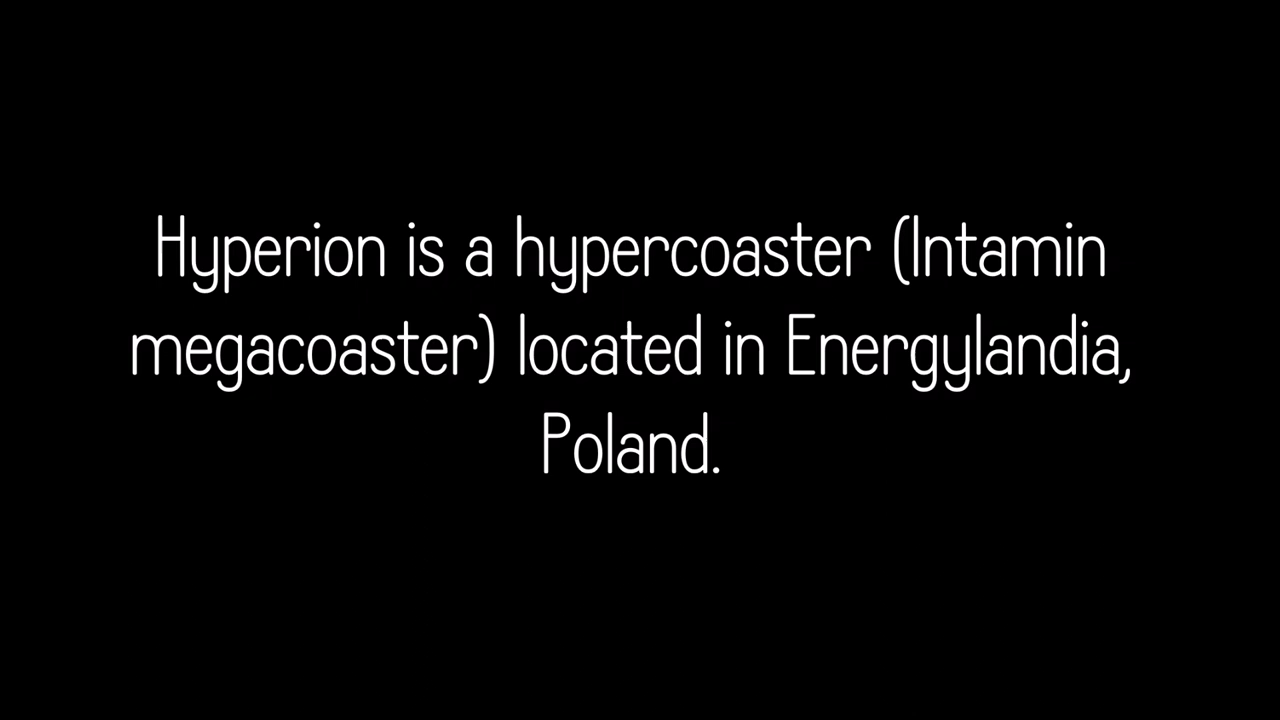 Hyperion is a hypercoaster (Intamin
megacoaster) located in Energylandia,
Poland.